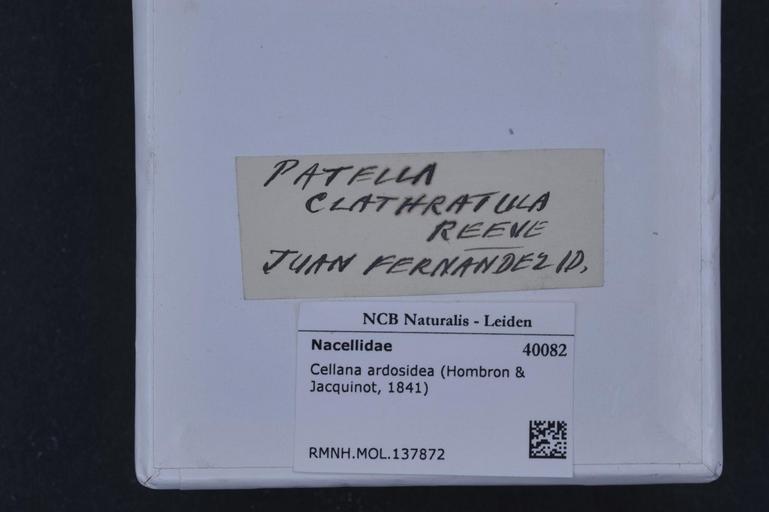 PATELLA
CLATHRATULA
REEVE
JUAN FERNANDEZ ID.
NCB Naturalis - Leiden
Nacellidae 40082
Cellana ardosidea (Hombron &
Jacquinot, 1841)
RMNH.MOL.137872